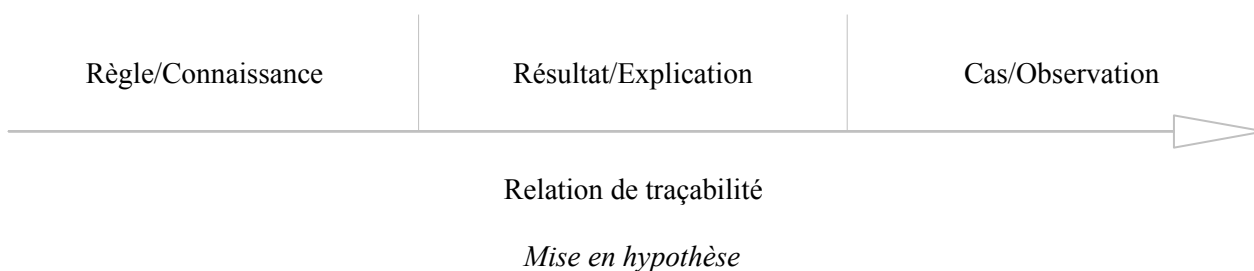 Règle/Connaissance Résultat/Explication Cas/Observation
Relation de traçabilité
Mise en hypothèse